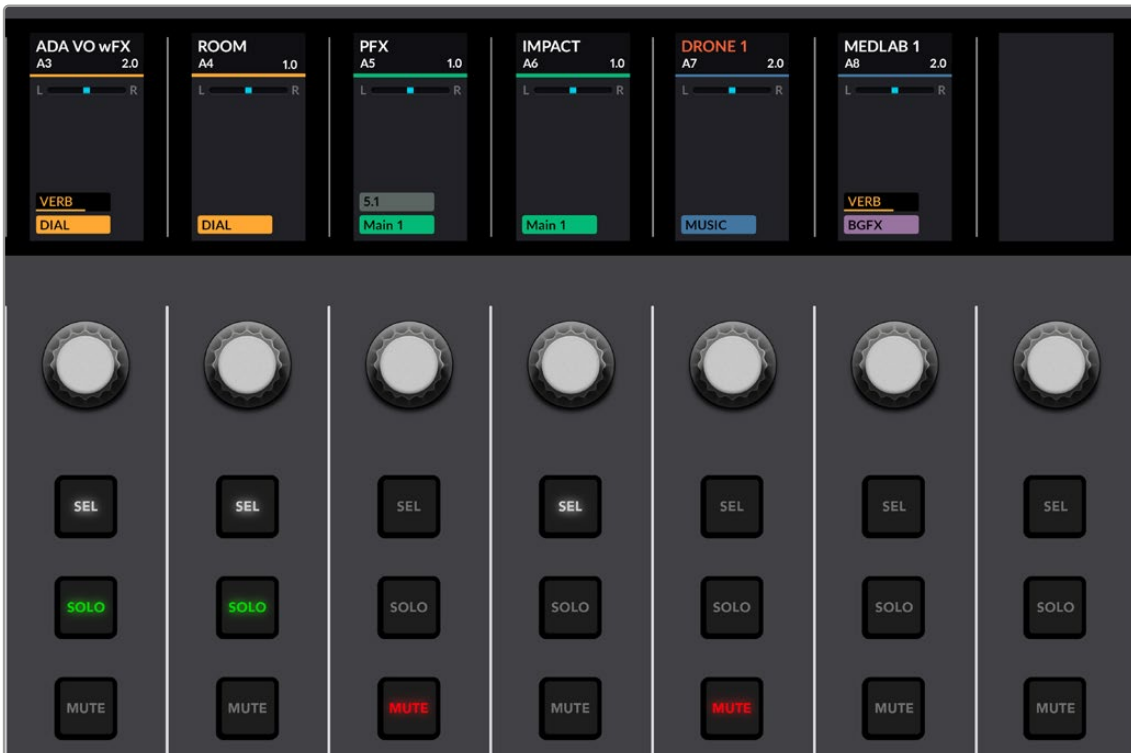 ADA VO wFX
A3 2.0
L R
VERB
DIAL
ROOM
A4 1.0
L R
DIAL
PFX
A5 1.0
L R
5.1
Main 1
IMPACT
A6 1.0
L R
Main 1
DRONE 1
A7 2.0
L R
MUSIC
MEDLAB 1
A8 2.0
L R
VERB
BGFX
SEL SEL SEL SEL SEL SEL SEL
SOLO SOLO SOLO SOLO SOLO SOLO SOLO
MUTE MUTE MUTE MUTE MUTE MUTE MUTE